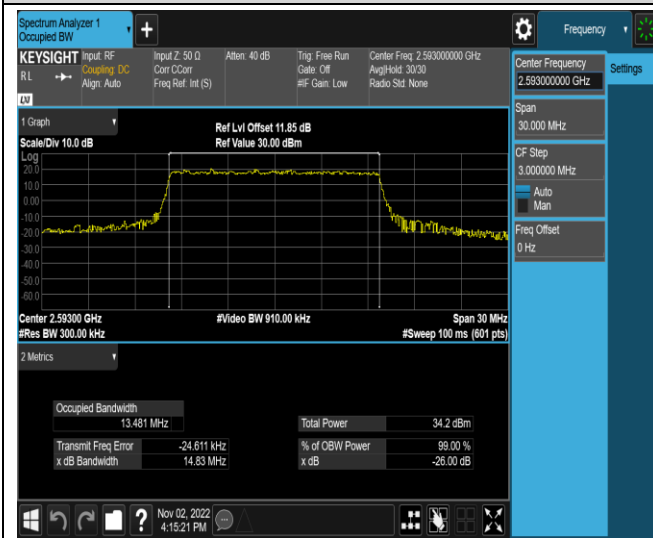 Spectrum Analyzer 1
Occupied BW
+
Frequency
KEYSIGHT
RL
LXI
Input: RF
Coupling: DC
Align: Auto
Input Z: 50 Ω
Corr CCorr
Freq Ref: Int (S)
Atten: 40 dB
Trig: Free Run
Gate: Off
#IF Gain: Low
Center Freq: 2.593000000 GHz
Avg|Hold: 30/30
Radio Std: None
Center Frequency
2.593000000 GHz
Settings
Span
30.000 MHz
CF Step
3.000000 MHz
Auto
Man
Freq Offset
0 Hz
1 Graph
Scale/Div 10.0 dB
Ref Lvl Offset 11.85 dB
Ref Value 30.00 dBm
Log
20.0
10.0
0.00
-10.0
-20.0
-30.0
-40.0
-50.0
-60.0
Center 2.59300 GHz
#Res BW 300.00 kHz
#Video BW 910.00 kHz
Span 30 MHz
#Sweep 100 ms (601 pts)
2 Metrics
Occupied Bandwidth
13.481 MHz
Total Power 34.2 dBm
Transmit Freq Error -24.611 kHz
% of OBW Power 99.00 %
x dB Bandwidth 14.83 MHz
x dB -26.00 dB
?
Nov 02, 2022
4:15:21 PM